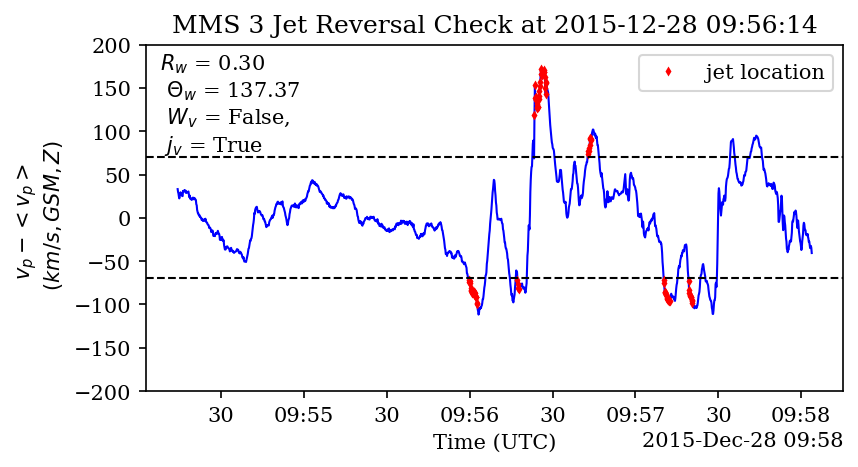 MMS 3 Jet Reversal Check at 2015-12-28 09:56:14
R_w = 0.30
Θ_w = 137.37
W_v = False,
j_v = True
jet location
200
150
100
50
0
−50
−100
−150
−200
v_p − < v_p >
(km/s, GSM, Z)
30 09:55 30 09:56 30 09:57 30 09:58
Time (UTC)
2015-Dec-28 09:58